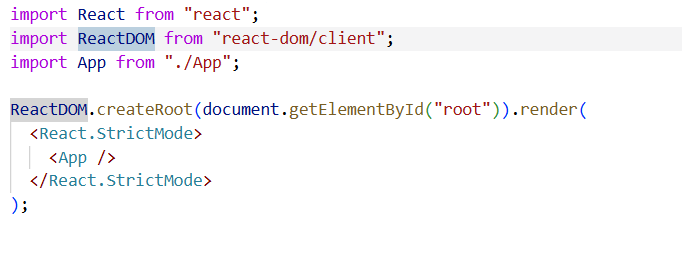 import React from "react";
import ReactDOM from "react-dom/client";
import App from "./App";
ReactDOM.createRoot(document.getElementById("root")).render(
<React.StrictMode>
<App />
</React.StrictMode>
);